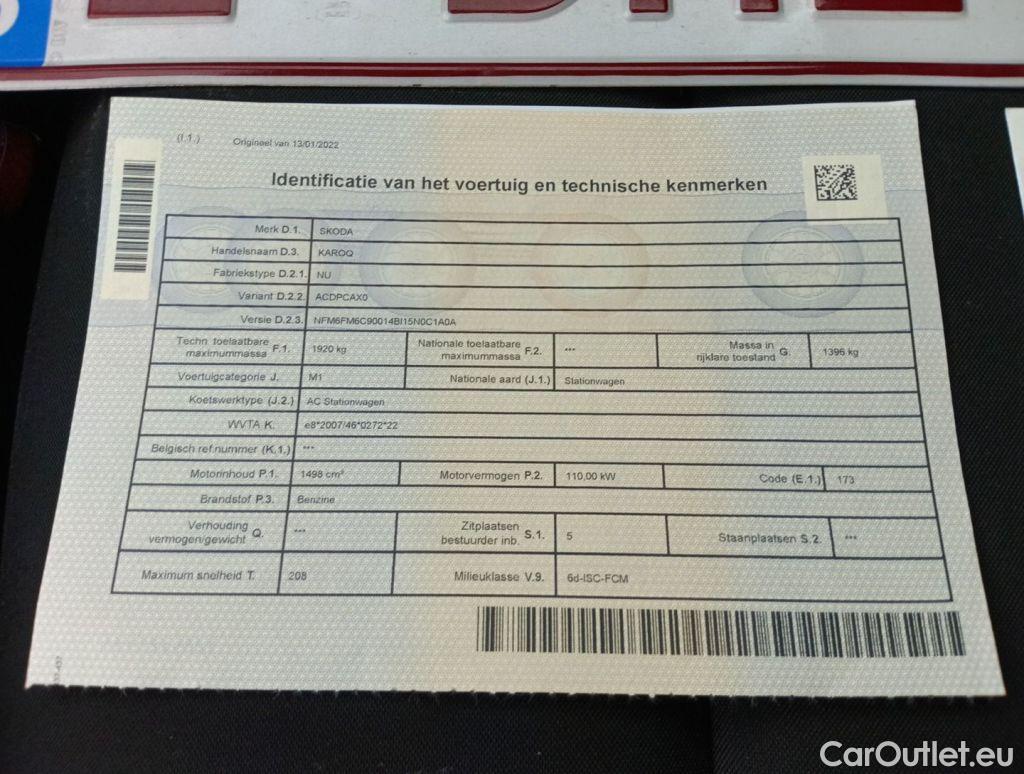 (I.1.) Origineel van 13/01/2022
Identificatie van het voertuig en technische kenmerken
Merk D.1. SKODA
Handelsnaam D.3. KAROQ
Fabriekstype D.2.1. NU
Variant D.2.2. ACDPCAX0
Versie D.2.3. NFM6FM6C90014BI15N0C1A0A
Techn toelaatbare maximummassa F.1. 1920 kg Nationale toelaatbare maximummassa F.2. *** Massa in rijklare toestand G. 1396 kg
Voertuigcategorie J. M1 Nationale aard (J.1.) Stationwagen
Koetswerktype (J.2.) AC Stationwagen
WVTA K. e8*2007/46*0272*22
Belgisch ref.nummer (K.1.) ***
Motorinhoud P.1. 1498 cm³ Motorvermogen P.2. 110,00 kW Code (E.1.) 173
Brandstof P.3. Benzine
Verhouding vermogen/gewicht Q. *** Zitplaatsen bestuurder inb. S.1. 5 Staanplaatsen S.2. ***
Maximum snelheid T. 208 Milieuklasse V.9. 6d-ISC-FCM
CarOutlet.eu